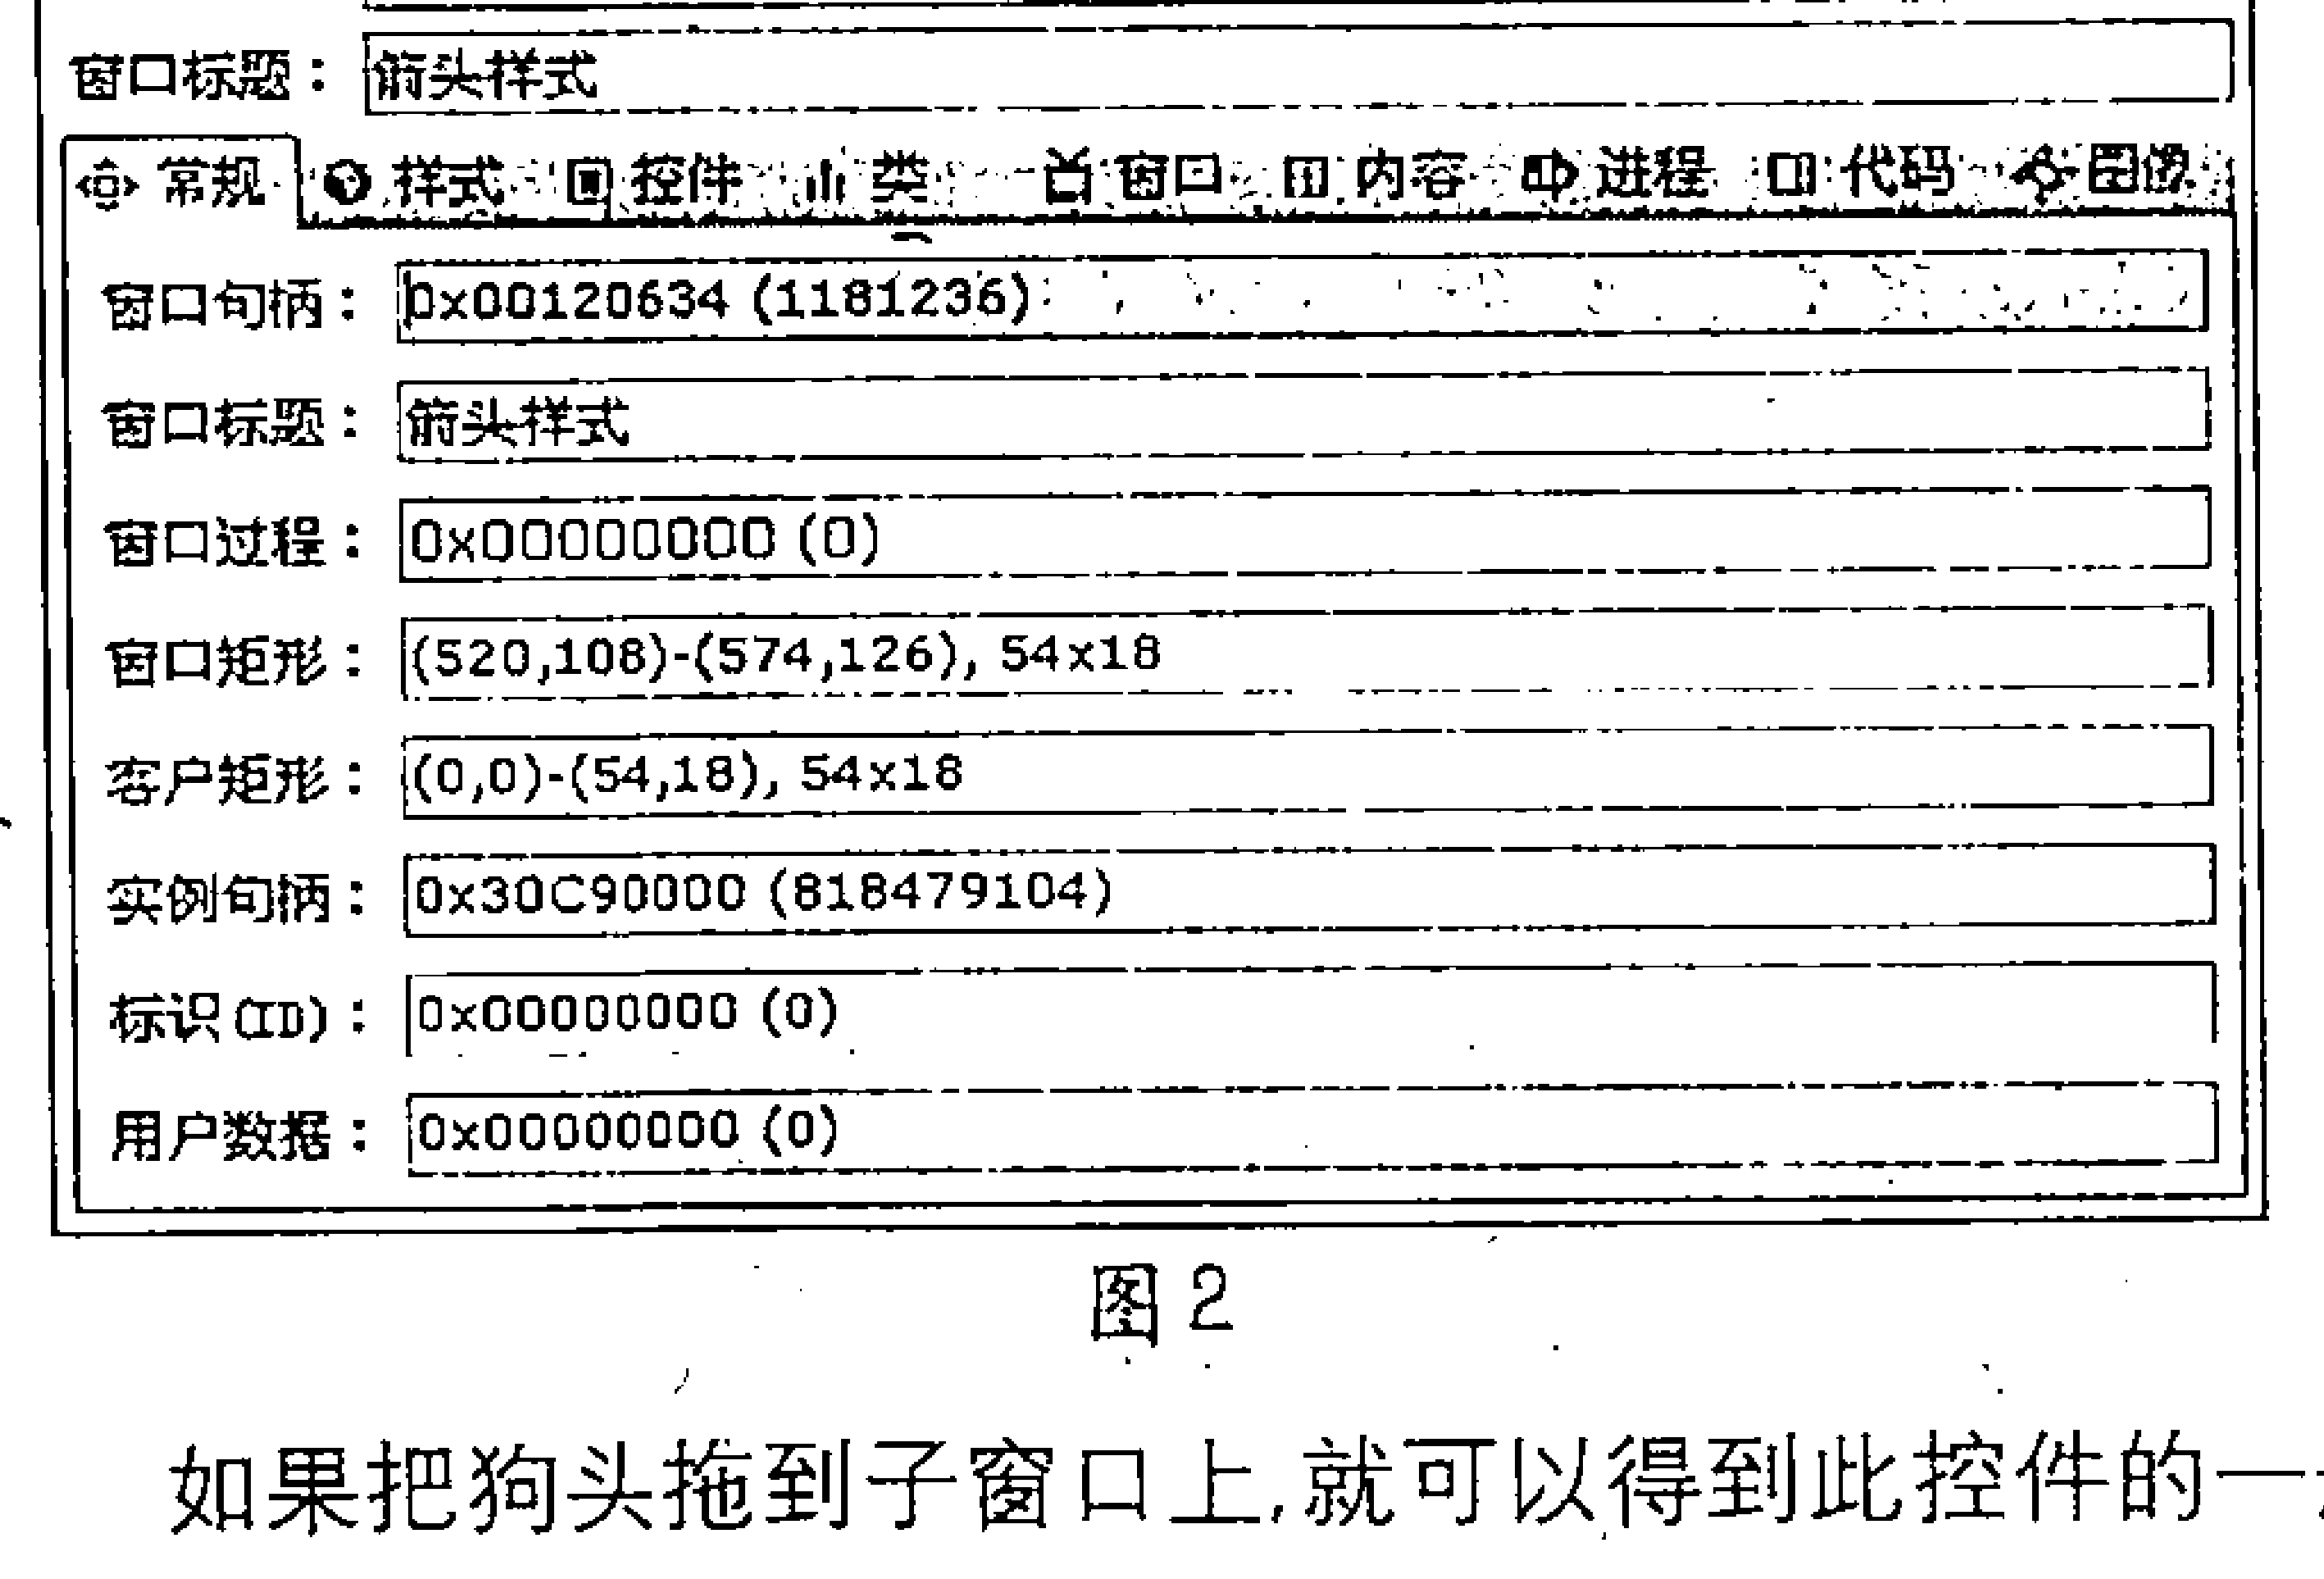 窗口标题： 箭头样式
常规 样式 控件 类 窗口 内容 进程 代码 图像
窗口句柄： 0x00120634 (1181236)
窗口标题： 箭头样式
窗口过程： 0x00000000 (0)
窗口矩形： (520,108)-(574,126), 54x18
客户矩形： (0,0)-(54,18), 54x18
实例句柄： 0x30C90000 (818479104)
标识(ID)： 0x00000000 (0)
用户数据： 0x00000000 (0)
图 2
如果把狗头拖到子窗口上,就可以得到此控件的一